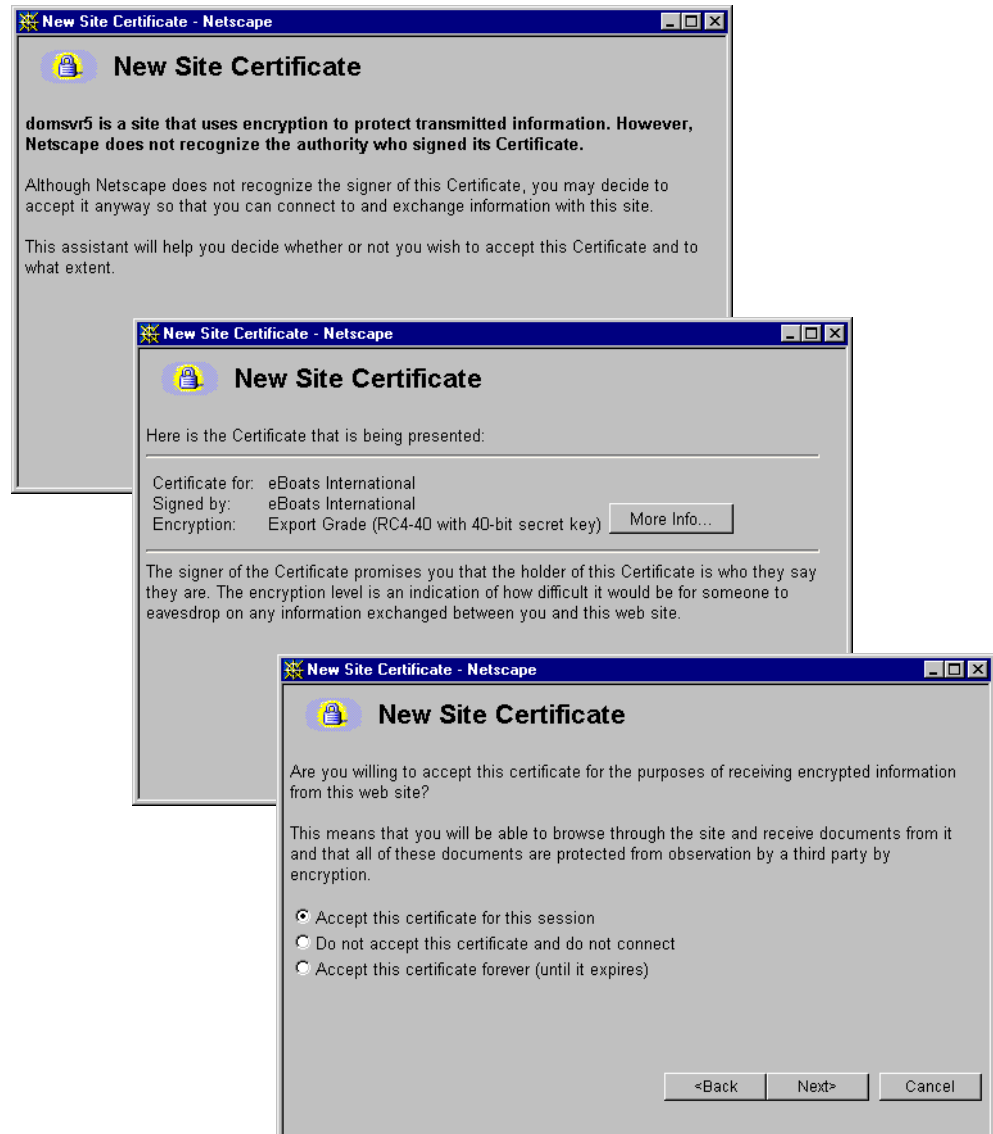 New Site Certificate - Netscape
New Site Certificate
domsvr5 is a site that uses encryption to protect transmitted information. However,
Netscape does not recognize the authority who signed its Certificate.
Although Netscape does not recognize the signer of this Certificate, you may decide to
accept it anyway so that you can connect to and exchange information with this site.
This assistant will help you decide whether or not you wish to accept this Certificate and to
what extent.
New Site Certificate - Netscape
New Site Certificate
Here is the Certificate that is being presented:
Certificate for: eBoats International
Signed by: eBoats International
Encryption: Export Grade (RC4-40 with 40-bit secret key) More Info...
The signer of the Certificate promises you that the holder of this Certificate is who they say
they are. The encryption level is an indication of how difficult it would be for someone to
eavesdrop on any information exchanged between you and this web site.
New Site Certificate - Netscape
New Site Certificate
Are you willing to accept this certificate for the purposes of receiving encrypted information
from this web site?
This means that you will be able to browse through the site and receive documents from it
and that all of these documents are protected from observation by a third party by
encryption.
Accept this certificate for this session
Do not accept this certificate and do not connect
Accept this certificate forever (until it expires)
<Back Next> Cancel